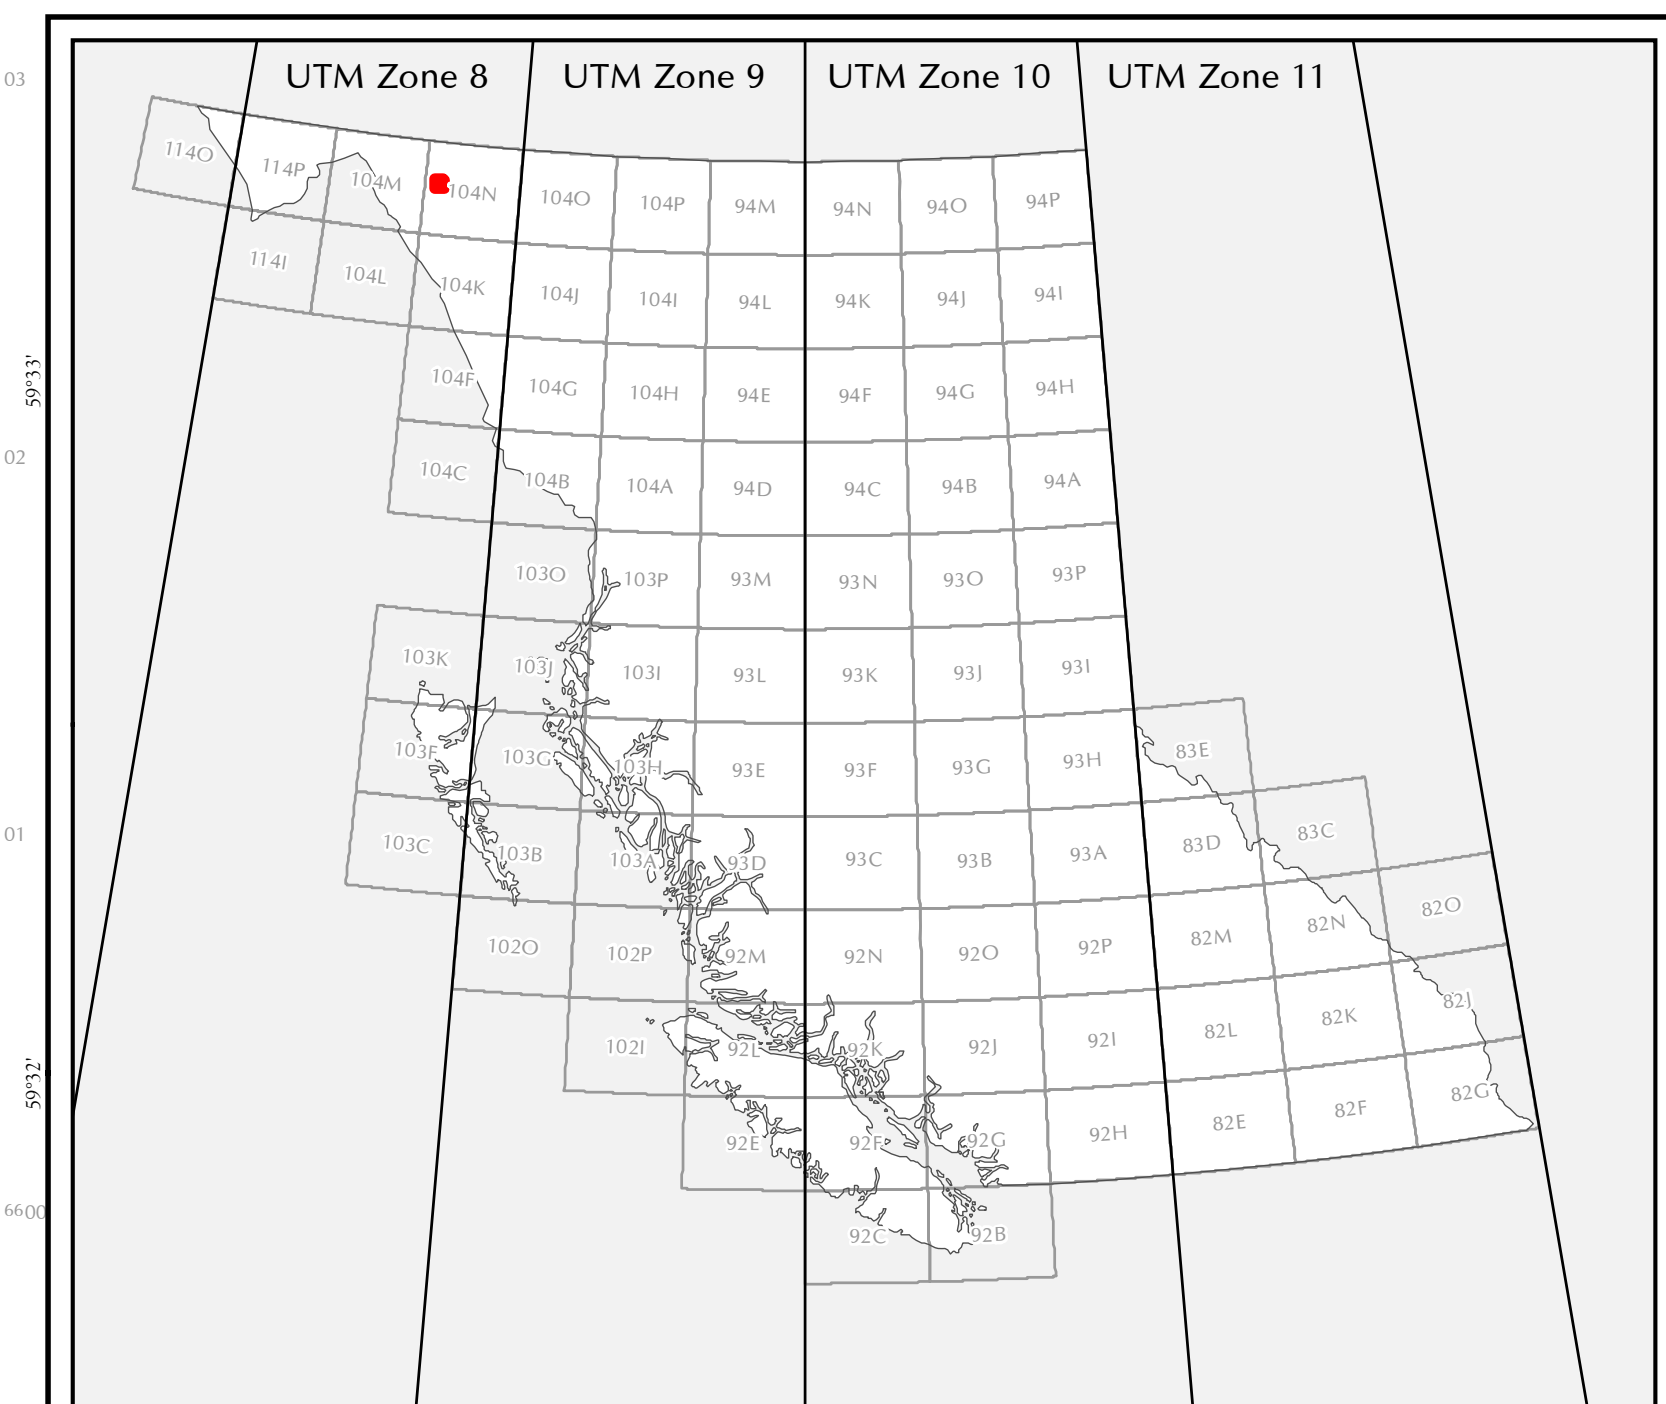 UTM Zone 8 UTM Zone 9 UTM Zone 10 UTM Zone 11
03
114O 114P 104M 104N 104O 104P 94M 94N 94O 94P
114I 104L 104K 104J 104I 94L 94K 94J 94I
59°33'
104F 104G 104H 94E 94F 94G 94H
02
104C 104B 104A 94D 94C 94B 94A
103O 103P 93M 93N 93O 93P
103K 103J 103I 93L 93K 93J 93I
103F 103G 103H 93E 93F 93G 93H 83E
01
103C 103B 103A 93D 93C 93B 93A 83D 83C
102O 102P 92M 92N 92O 92P 82M 82N 82O
59°32'
102I 92L 92K 92J 92I 82L 82K 82J
92E 92F 92G 92H 82E 82F 82G
6600
92C 92B